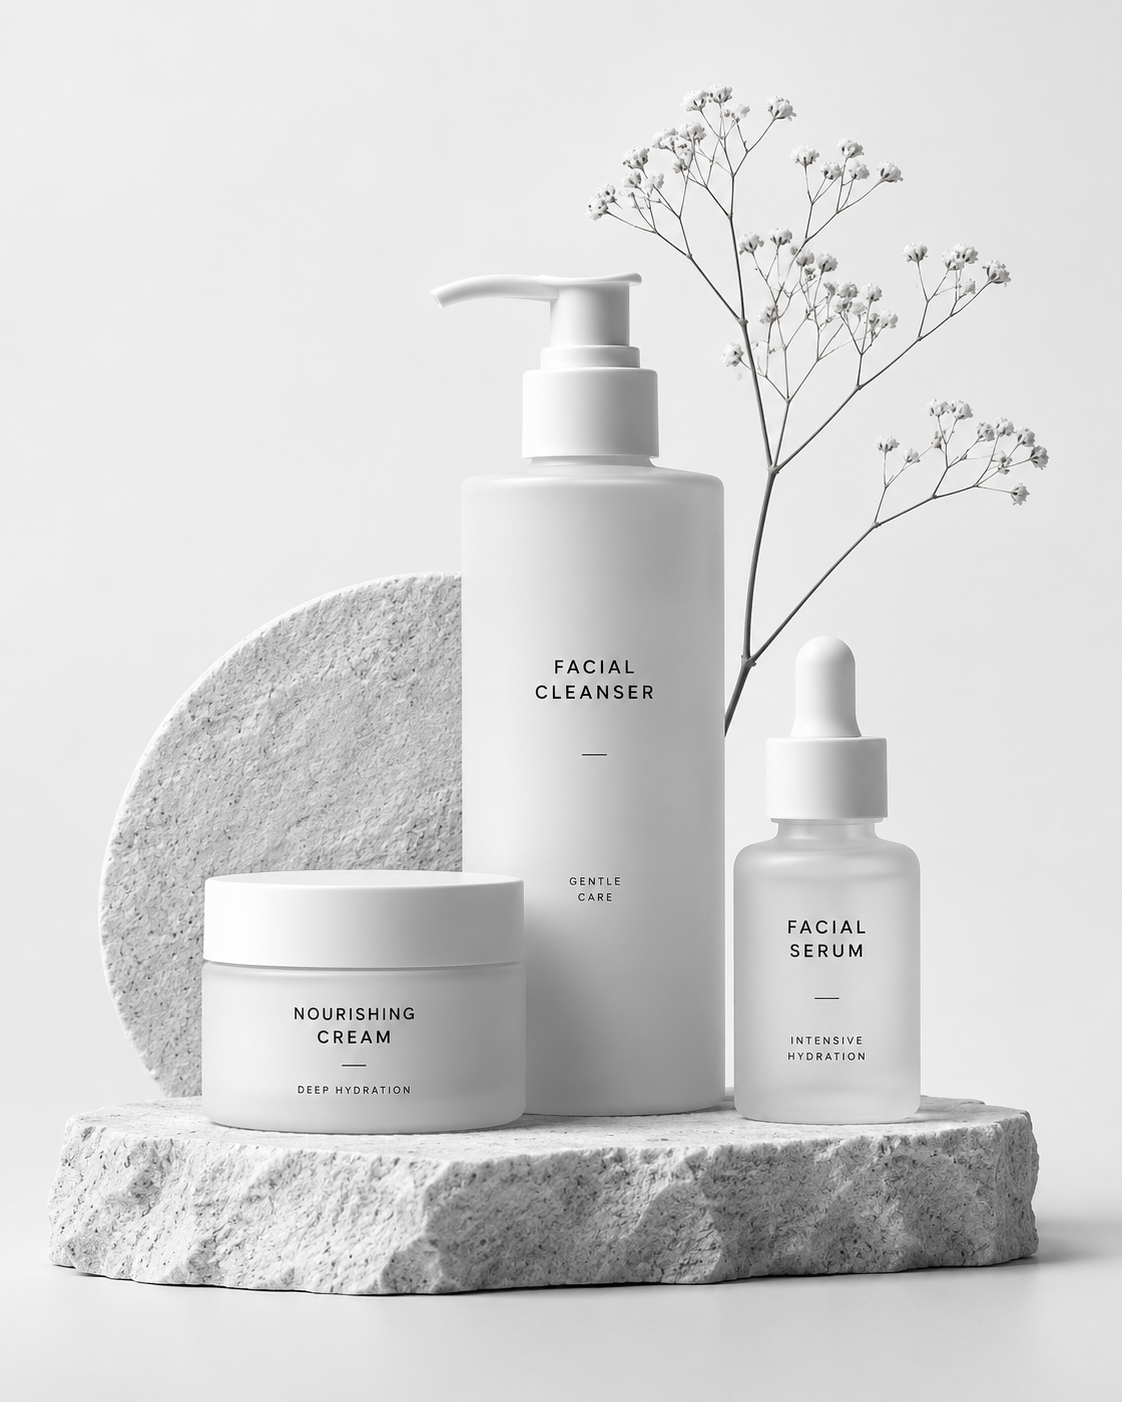 FACIAL
CLEANSER
GENTLE
CARE
NOURISHING
CREAM
DEEP HYDRATION
FACIAL
SERUM
INTENSIVE
HYDRATION